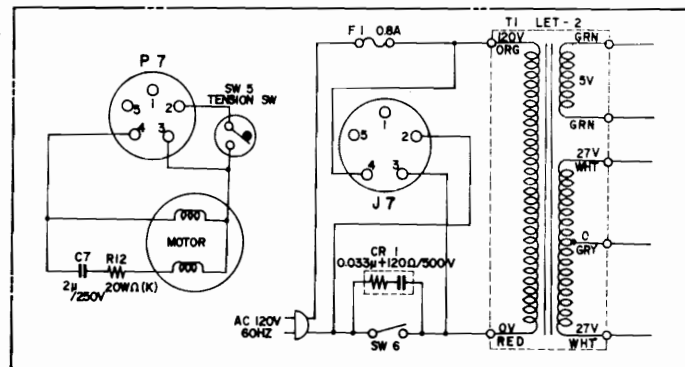 P 7
1
5
2
4
3
SW 5
TENSION SW
MOTOR
C7
2μ
/250V
R12
20WΩ(K)
F 1 0.8A
1
5
2
4
3
J 7
CR 1
0.033μ+120Ω/500V
AC 120V
60HZ
SW 6
T1 LET-2
120V
ORG
0V
RED
GRN
5V
GRN
27V
WHT
0
GRY
27V
WHT